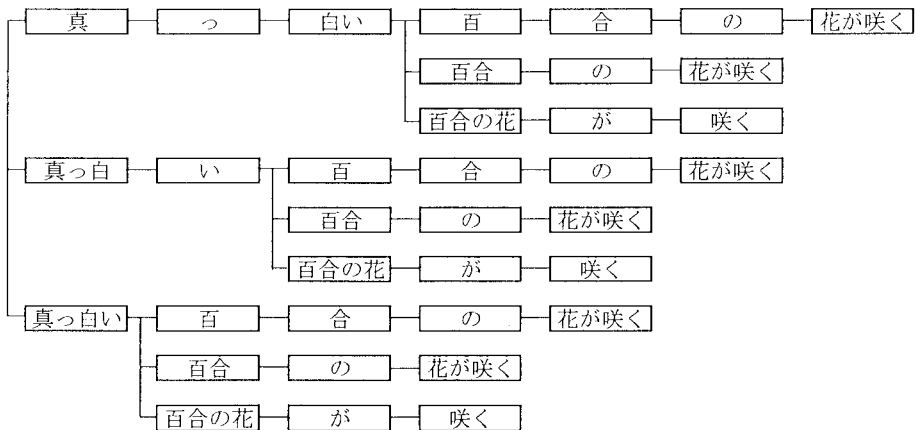 真 っ 白い 百 合 の 花が咲く
百合 の 花が咲く
百合の花 が 咲く
真っ白 い 百 合 の 花が咲く
百合 の 花が咲く
百合の花 が 咲く
真っ白い 百 合 の 花が咲く
百合 の 花が咲く
百合の花 が 咲く